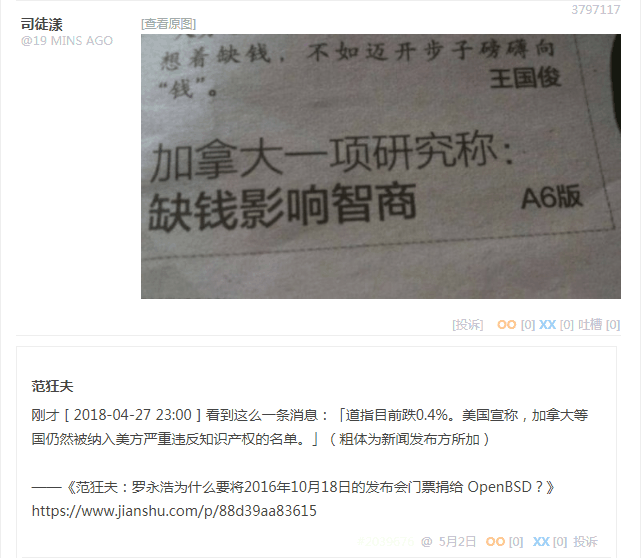 3797117
司徒漾
@19 MINS AGO
[查看原图]
想着缺钱，不如迈开步子磅礴向
“钱”。
王国俊
加拿大一项研究称：
缺钱影响智商
A6版
[投诉] OO [0] XX [0] 吐槽 [0]
范狂夫
刚才 [ 2018-04-27 23:00 ] 看到这么一条消息：「道指目前跌0.4%。美国宣称，加拿大等
国仍然被纳入美方严重违反知识产权的名单。」（ 粗体为新闻发布方所加 ）
——《范狂夫：罗永浩为什么要将2016年10月18日的发布会门票捐给 OpenBSD？》
https://www.jianshu.com/p/88d39aa83615
@ 5月2日 OO [0] XX [0] 投诉